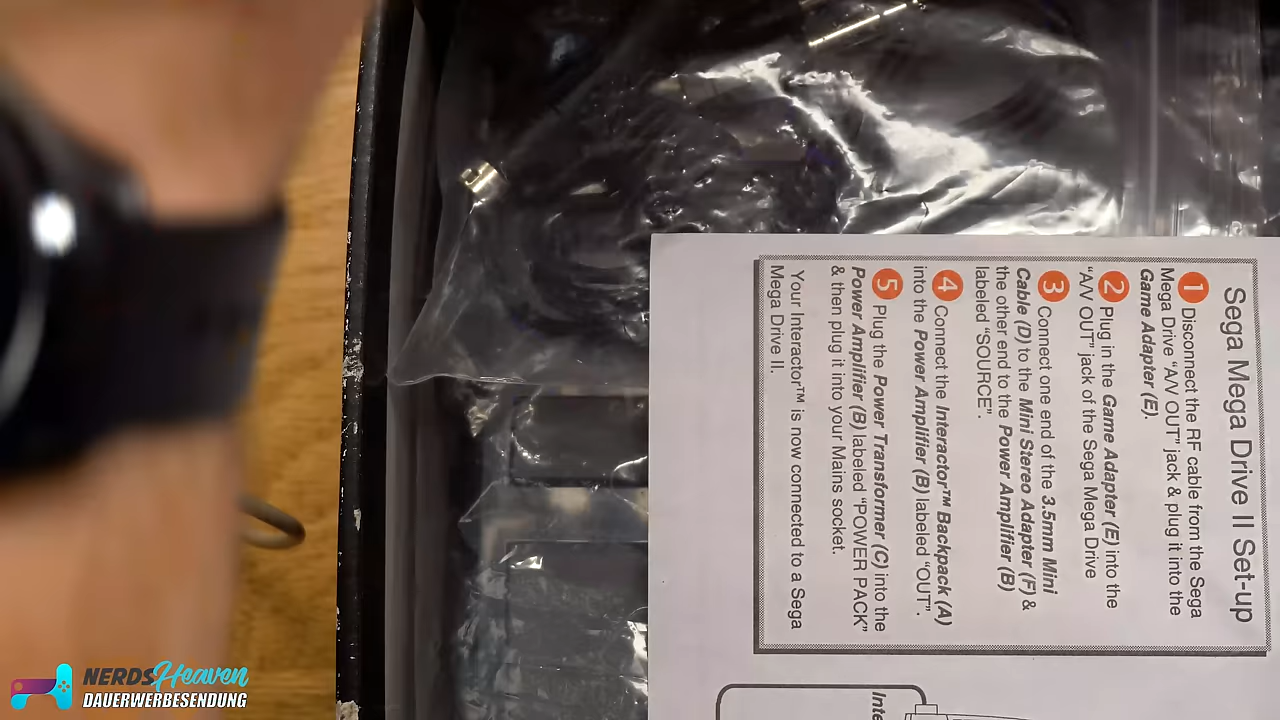 Sega Mega Drive II Set-up
1 Disconnect the RF cable from the Sega
Mega Drive "A/V OUT" jack & plug it into the
Game Adapter (E).
2 Plug in the Game Adapter (E) into the
"A/V OUT" jack of the Sega Mega Drive
3 Connect one end of the 3.5mm Mini
Cable (D) to the Mini Stereo Adapter (F) &
the other end to the Power Amplifier (B)
labeled "SOURCE".
4 Connect the Interactor™ Backpack (A)
into the Power Amplifier (B) labeled "OUT".
5 Plug the Power Transformer (C) into the
Power Amplifier (B) labeled "POWER PACK"
& then plug it into your Mains socket.
Your Interactor™ is now connected to a Sega
Mega Drive II.
NERDSHeaven
DAUERWERBESENDUNG